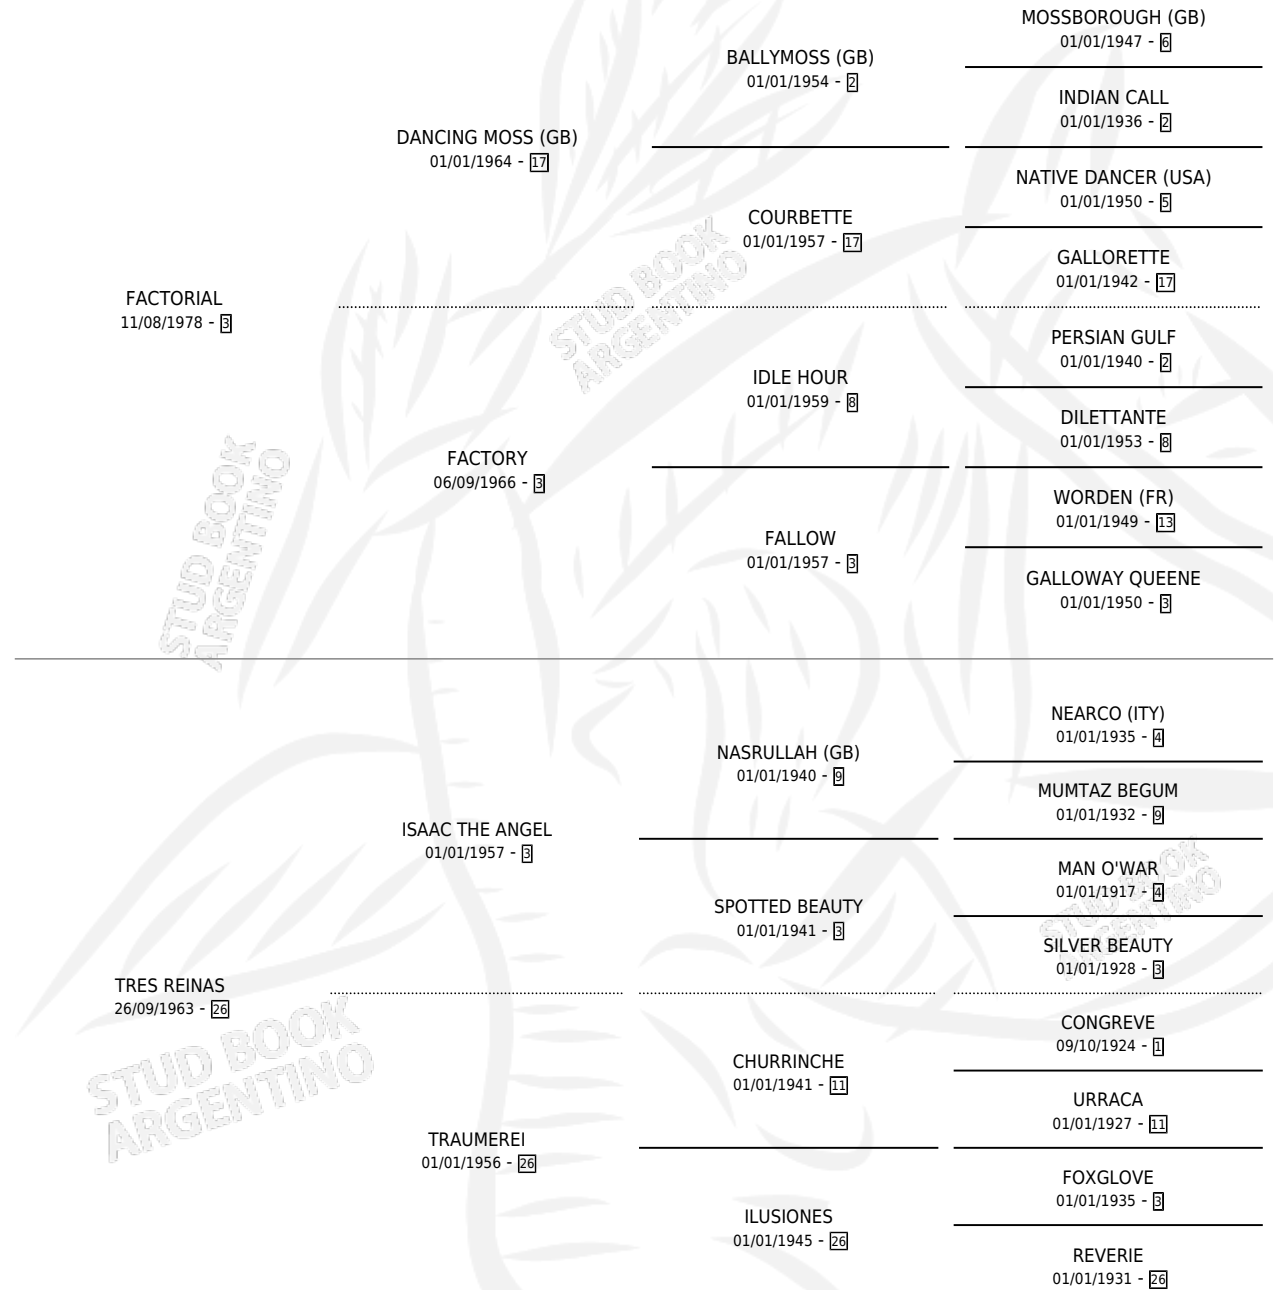 MOSSBOROUGH (GB)
01/01/1947 - 6
BALLYMOSS (GB)
01/01/1954 - 2
INDIAN CALL
01/01/1936 - 2
DANCING MOSS (GB)
01/01/1964 - 17
NATIVE DANCER (USA)
01/01/1950 - 5
COURBETTE
01/01/1957 - 17
GALLORETTE
01/01/1942 - 17
FACTORIAL
11/08/1978 - 3
PERSIAN GULF
01/01/1940 - 2
IDLE HOUR
01/01/1959 - 8
DILETTANTE
01/01/1953 - 8
FACTORY
06/09/1966 - 3
WORDEN (FR)
01/01/1949 - 13
FALLOW
01/01/1957 - 3
GALLOWAY QUEENE
01/01/1950 - 3
STUD BOOK
ARGENTINO
STUD BOOK
ARGENTINO
NEARCO (ITY)
01/01/1935 - 4
NASRULLAH (GB)
01/01/1940 - 9
MUMTAZ BEGUM
01/01/1932 - 9
ISAAC THE ANGEL
01/01/1957 - 3
MAN O'WAR
01/01/1917 - 4
SPOTTED BEAUTY
01/01/1941 - 3
SILVER BEAUTY
01/01/1928 - 3
TRES REINAS
26/09/1963 - 26
CONGREVE
09/10/1924 - 1
CHURRINCHE
01/01/1941 - 11
URRACA
01/01/1927 - 11
TRAUMEREI
01/01/1956 - 26
FOXGLOVE
01/01/1935 - 3
ILUSIONES
01/01/1945 - 26
REVERIE
01/01/1931 - 26
STUD BOOK
ARGENTINO
STUD BOOK
ARGENTINO